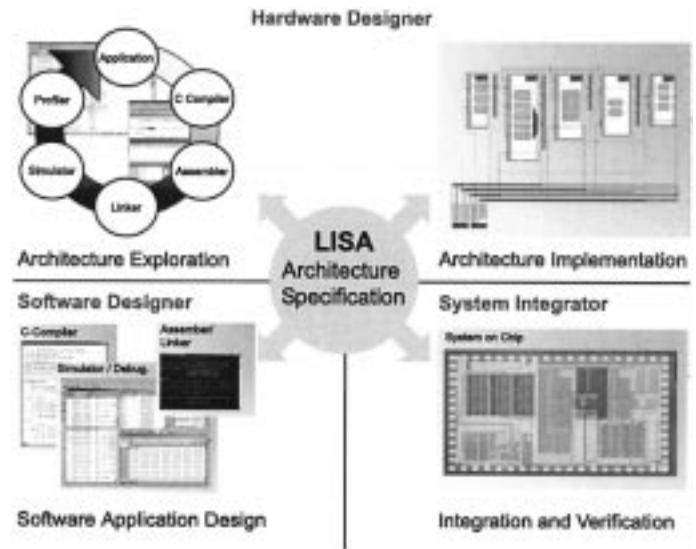 Hardware Designer
Application
Profiler
C Compiler
Simulator
Assembler
Linker
Architecture Exploration
Architecture Implementation
LISA
Architecture
Specification
Software Designer
C-Compiler
Assembler/
Linker
Simulator / Debug.
Software Application Design
System Integrator
System on Chip
Integration and Verification